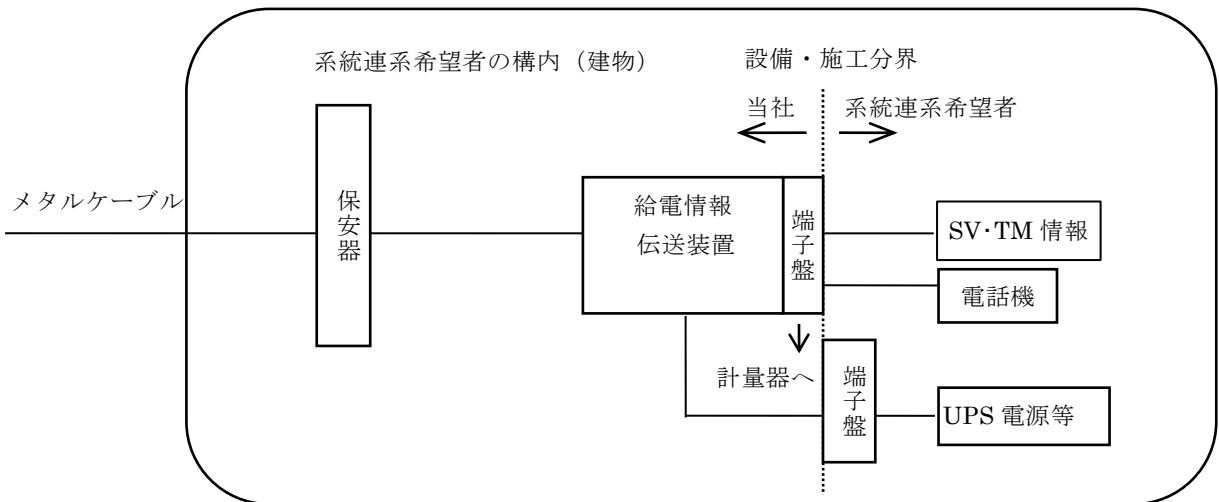 系統連系希望者の構内（建物）
設備・施工分界
当社
系統連系希望者
メタルケーブル
保安器
給電情報
伝送装置
端子盤
SV･TM 情報
電話機
計量器へ
端子盤
UPS 電源等